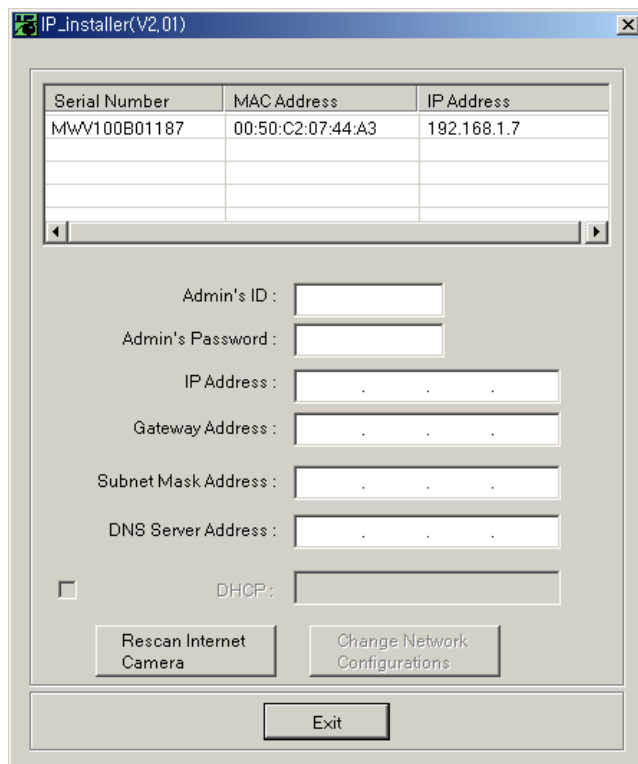 IP_installer(V2,01)
Serial Number MAC Address IP Address
MWV100B01187 00:50:C2:07:44:A3 192.168.1.7
Admin's ID :
Admin's Password :
IP Address : . . .
Gateway Address : . . .
Subnet Mask Address : . . .
DNS Server Address : . . .
DHCP :
Rescan Internet
Camera
Change Network
Configurations
Exit